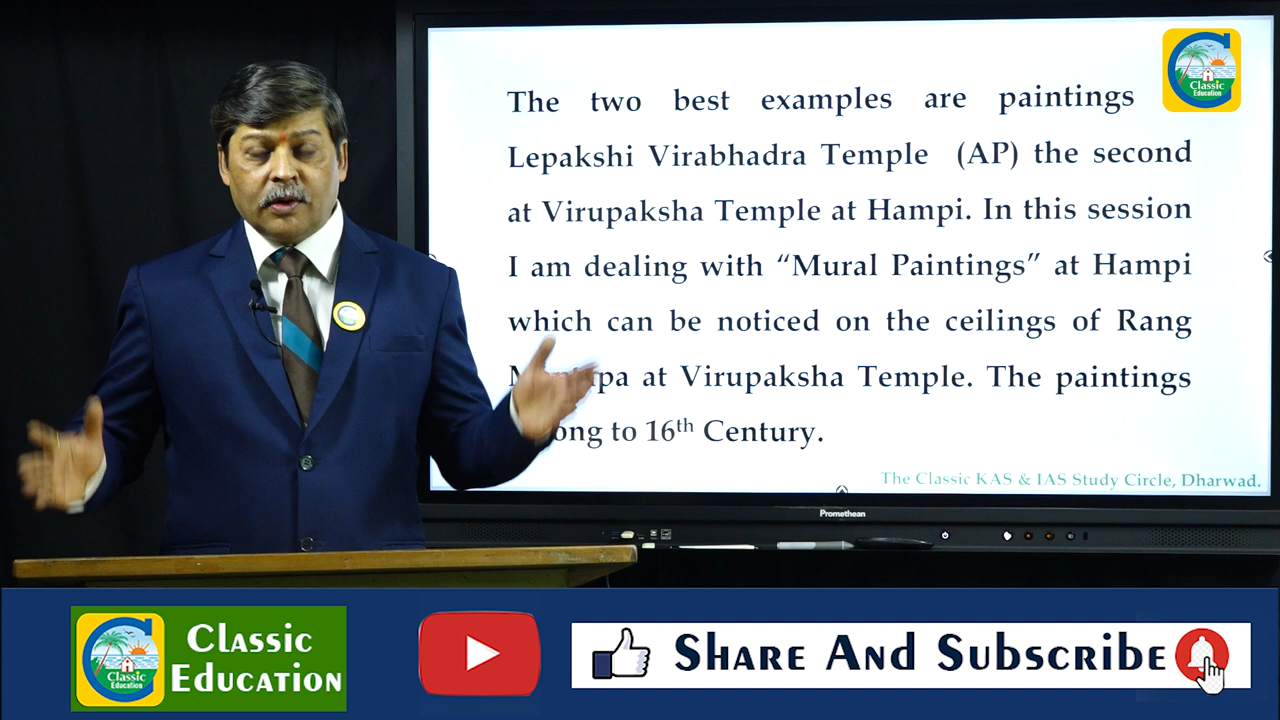 The two best examples are paintings
Lepakshi Virabhadra Temple (AP) the second
at Virupaksha Temple at Hampi. In this session
I am dealing with “Mural Paintings” at Hampi
which can be noticed on the ceilings of Rang
at Virupaksha Temple. The paintings
to 16th Century.
The Classic KAS & IAS Study Circle, Dharwad.
Classic
Education
Promethean
Classic
Education
Classic
Education
Share And Subscribe